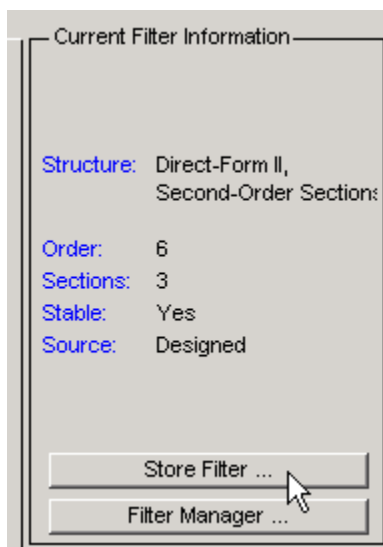 Current Filter Information
Structure: Direct-Form II,
Second-Order Sections
Order: 6
Sections: 3
Stable: Yes
Source: Designed
Store Filter ...
Filter Manager ...